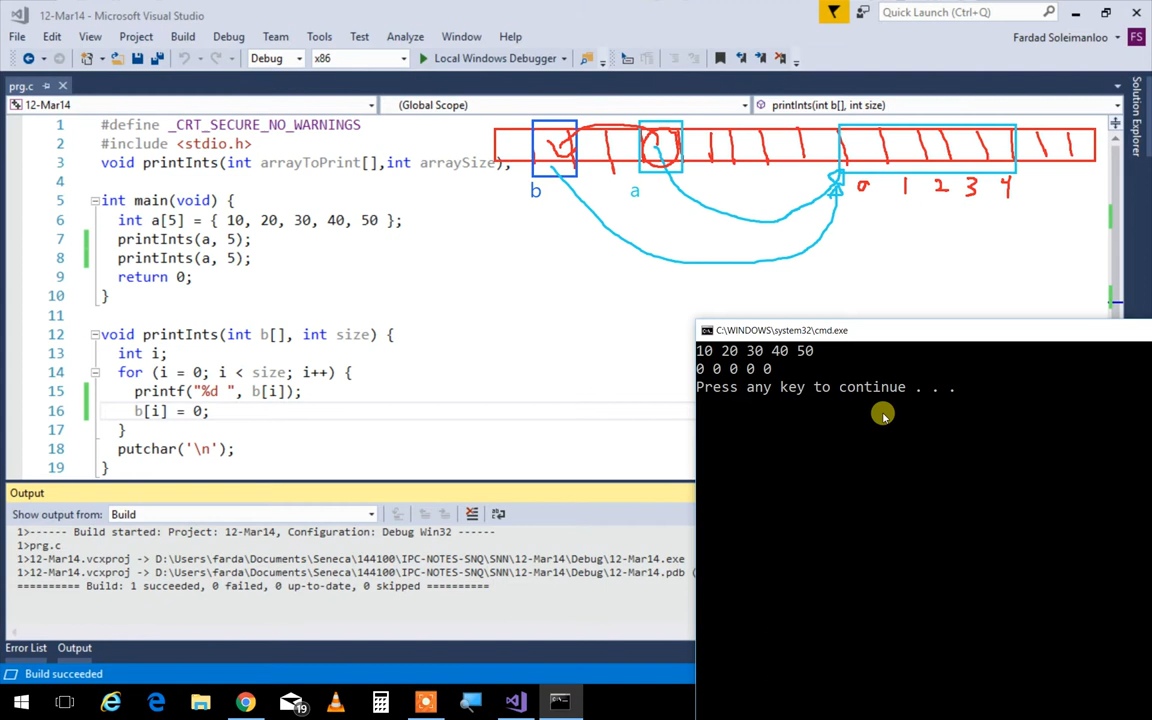 12-Mar14 - Microsoft Visual Studio
Quick Launch (Ctrl+Q)
File Edit View Project Build Debug Team Tools Test Analyze Window Help
Fardad Soleimanloo FS
Debug x86 Local Windows Debugger
prg.c
12-Mar14 (Global Scope) printInts(int b[], int size)
Solution Explorer
1 #define _CRT_SECURE_NO_WARNINGS
2 #include <stdio.h>
3 void printInts(int arrayToPrint[],int arraySize),
4
5 int main(void) {
6 int a[5] = { 10, 20, 30, 40, 50 };
7 printInts(a, 5);
8 printInts(a, 5);
9 return 0;
10 }
11
12 void printInts(int b[], int size) {
13 int i;
14 for (i = 0; i < size; i++) {
15 printf("%d ", b[i]);
16 b[i] = 0;
17 }
18 putchar('\n');
19 }
b a 0 1 2 3 4
C:\WINDOWS\system32\cmd.exe
10 20 30 40 50
0 0 0 0 0
Press any key to continue . . .
Output
Show output from: Build
1>------ Build started: Project: 12-Mar14, Configuration: Debug Win32 ------
1>prg.c
1>12-Mar14.vcxproj -> D:\Users\farda\Documents\Seneca\144100\IPC-NOTES-SNQ\SNN\12-Mar14\Debug\12-Mar14.exe
1>12-Mar14.vcxproj -> D:\Users\farda\Documents\Seneca\144100\IPC-NOTES-SNQ\SNN\12-Mar14\Debug\12-Mar14.pdb (
========== Build: 1 succeeded, 0 failed, 0 up-to-date, 0 skipped ==========
Error List Output
Build succeeded
19